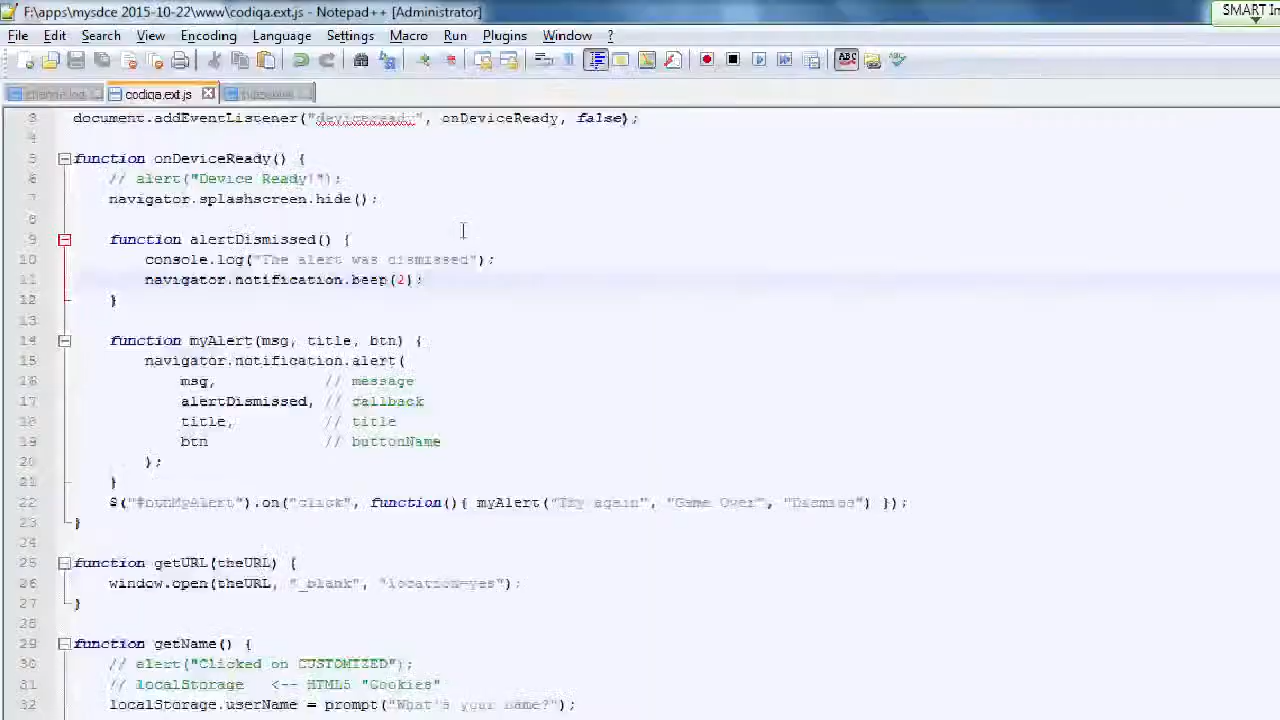 F:\apps\mysdce 2015-10-22\www\codiqa.ext.js - Notepad++ [Administrator]
SMART In
File Edit Search View Encoding Language Settings Macro Run Plugins Window ?
change.log codiqa.ext.js
3 document.addEventListener("deviceready", onDeviceReady, false);
4
5 function onDeviceReady() {
6 // alert("Device Ready!");
7 navigator.splashscreen.hide();
8
9 function alertDismissed() {
10 console.log("The alert was dismissed");
11 navigator.notification.beep(2);
12 }
13
14 function myAlert(msg, title, btn) {
15 navigator.notification.alert(
16 msg, // message
17 alertDismissed, // callback
18 title, // title
19 btn // buttonName
20 );
21 }
22 $("#btnMyAlert").on("click", function(){ myAlert("Try again", "Game Over", "Dismiss") });
23 }
24
25 function getURL(theURL) {
26 window.open(theURL, "_blank", "location=yes");
27 }
28
29 function getName() {
30 // alert("Clicked on CUSTOMIZED");
31 // localStorage <-- HTML5 "Cookies"
32 localStorage.userName = prompt("What's your name?");